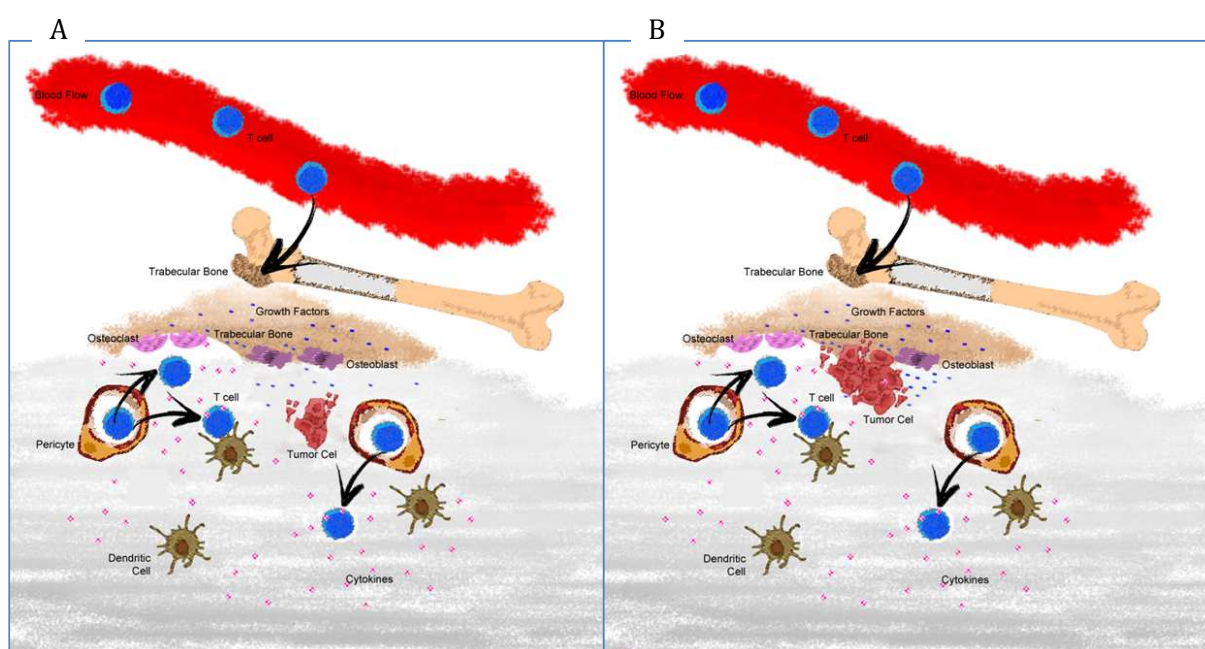 A
Blood Flow
T cell
Trabecular Bone
Growth Factors
Osteoclast
Trabecular Bone
Osteoblast
T cell
Pericyte
Tumor Cel
Dendritic
Cell
Cytokines
B
Blood Flow
T cell
Trabecular Bone
Growth Factors
Osteoclast
Trabecular Bone
Osteoblast
T cell
Tumor Cel
Pericyte
Dendritic
Cell
Cytokines